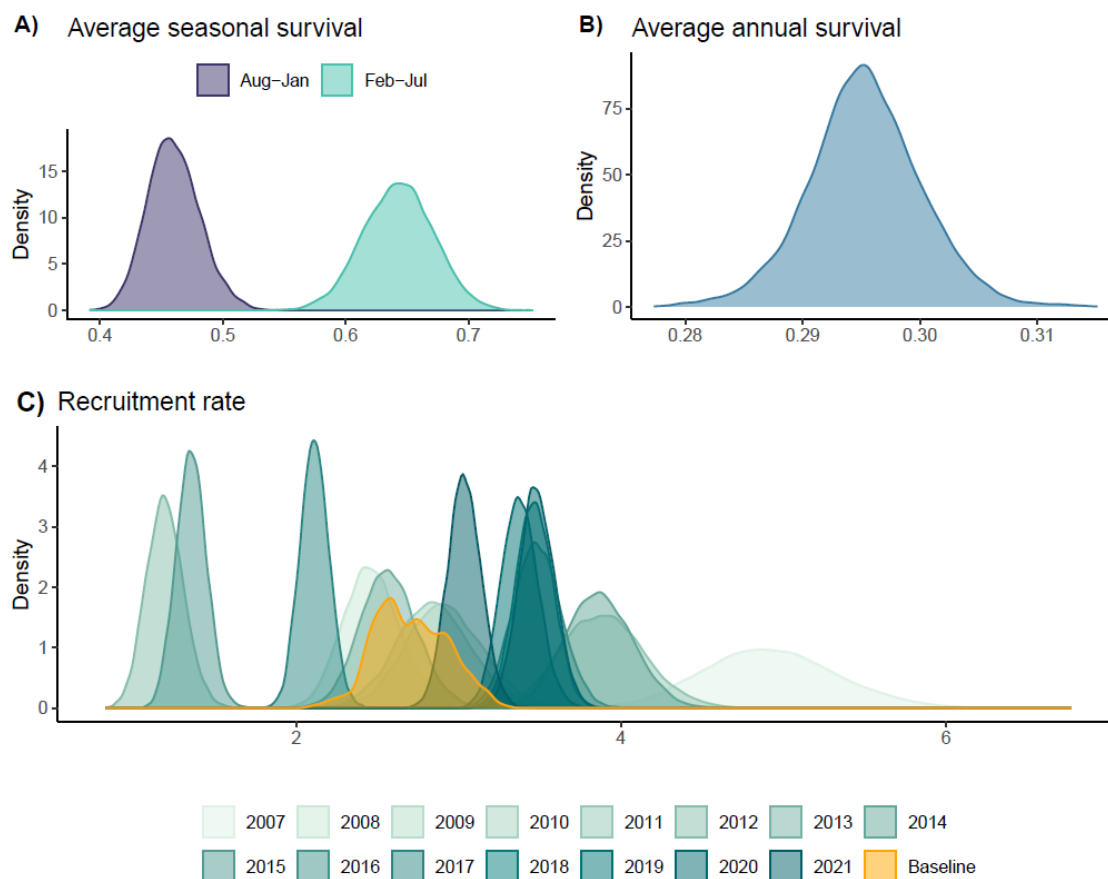 A) Average seasonal survival
Aug-Jan Feb-Jul
Density
15
10
5
0
0.4 0.5 0.6 0.7
B) Average annual survival
Density
75
50
25
0
0.28 0.29 0.30 0.31
C) Recruitment rate
Density
4
3
2
1
0
2 4 6
2007 2008 2009 2010 2011 2012 2013 2014
2015 2016 2017 2018 2019 2020 2021 Baseline